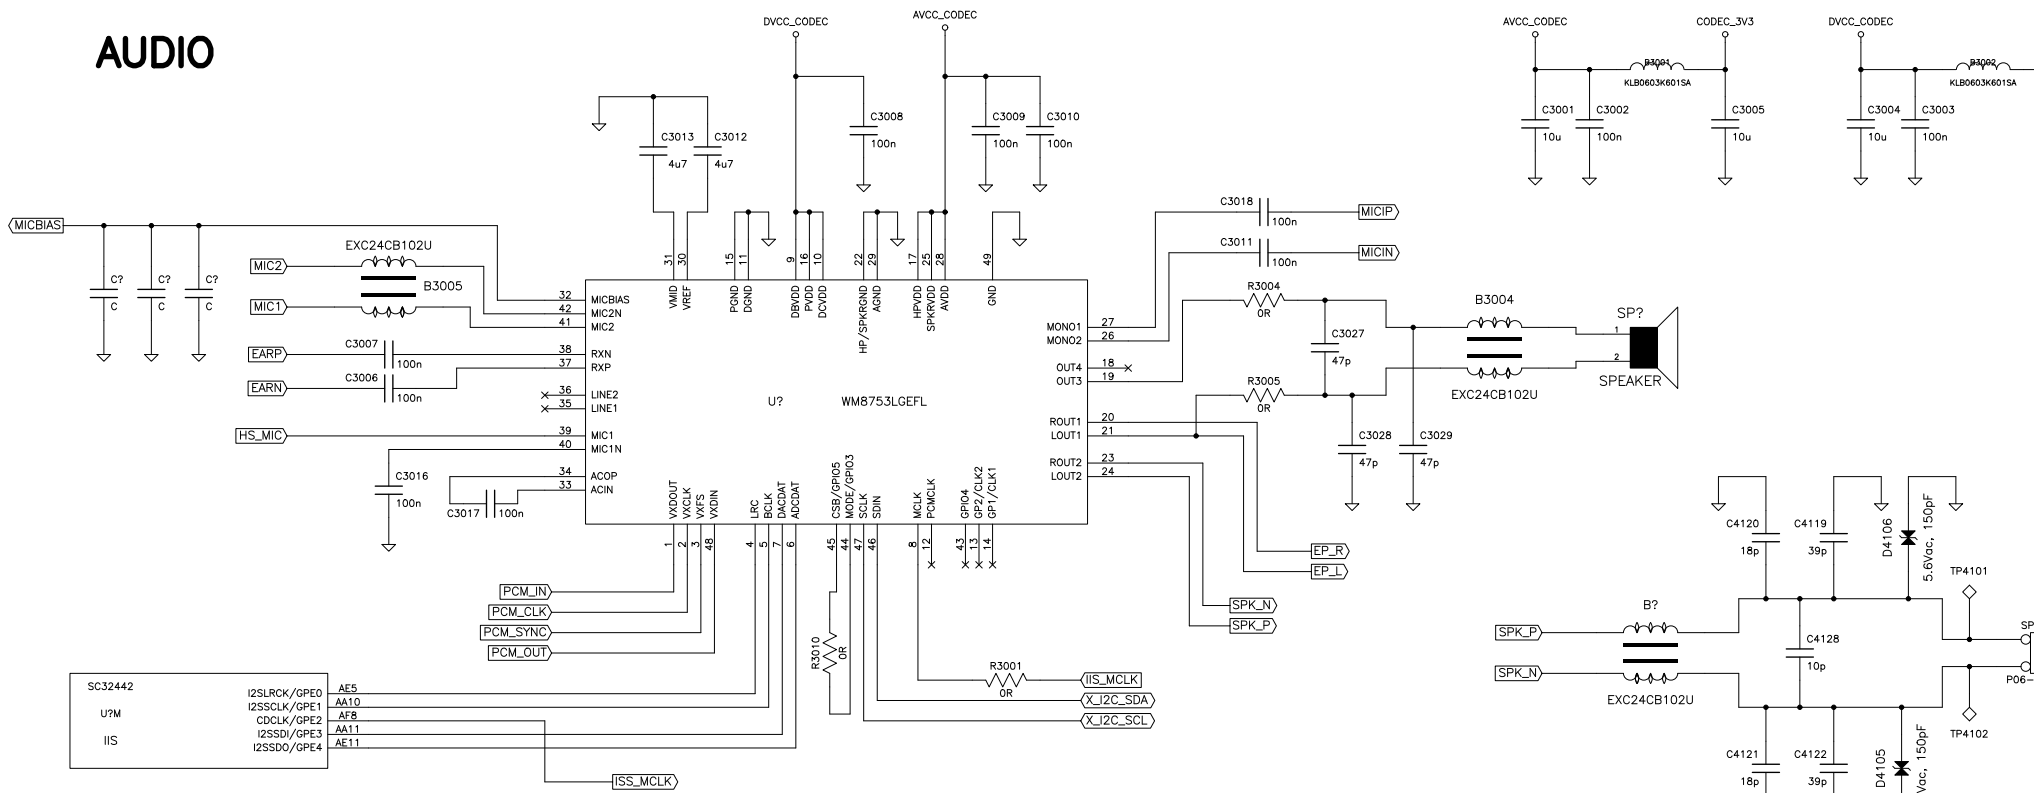 AUDIO
DVCC_CODEC
AVCC_CODEC
AVCC_CODEC
CODEC_3V3
DVCC_CODEC
B3001
KLB0603K601SA
B3002
KLB0603K601SA
C3001
10u
C3002
100n
C3005
10u
C3004
10u
C3003
100n
C3013
4u7
C3012
4u7
C3008
100n
C3009
100n
C3010
100n
MICBIAS
C?
C
C?
C
C?
C
EXC24CB102U
MIC2
B3005
MIC1
C3007
100n
EARP
C3006
100n
EARN
HS_MIC
C3016
100n
C3017
100n
31
30
15
11
9
16
10
22
29
17
25
28
49
VMID
VREF
PGND
DGND
DBVDD
PVDD
DCVDD
HP/SPKRGND
AGND
HPVDD
SPKRVDD
AVDD
GND
32
MICBIAS
42
MIC2N
41
MIC2
38
RXN
37
RXP
36
LINE2
35
LINE1
39
MIC1
40
MIC1N
34
ACOP
33
ACIN
U?
WM8753LGEFL
MONO1
27
MONO2
26
OUT4
18
OUT3
19
ROUT1
20
LOUT1
21
ROUT2
23
LOUT2
24
VXDOUT
VXCLK
VXFS
VXDIN
LRC
BCLK
DACDAT
ADCDAT
CSB/GPIO5
MODE/GPIO3
SCLK
SDIN
MCLK
PCMCLK
GPIO4
GP2/CLK2
GP1/CLK1
1
2
3
48
4
5
7
6
45
44
47
46
8
12
43
13
14
C3018
100n
MICIP
C3011
100n
MICIN
R3004
0R
C3027
47p
R3005
0R
C3028
47p
C3029
47p
B3004
EXC24CB102U
SP?
1
2
SPEAKER
EP_R
EP_L
SPK_N
SPK_P
PCM_IN
PCM_CLK
PCM_SYNC
PCM_OUT
R3010
0R
R3001
0R
IIS_MCLK
X_I2C_SDA
X_I2C_SCL
SC32442
U?M
IIS
I2SLRCK/GPE0
AE5
I2SSCLK/GPE1
AA10
CDCLK/GPE2
AF8
I2SSDI/GPE3
AA11
I2SSDO/GPE4
AE11
ISS_MCLK
C4120
18p
C4119
39p
D4106
5.6Vac, 150pF
TP4101
SPK_P
B?
SPK_N
EXC24CB102U
C4128
10p
SP
P06-
TP4102
C4121
18p
C4122
39p
D4105
Vac, 150pF